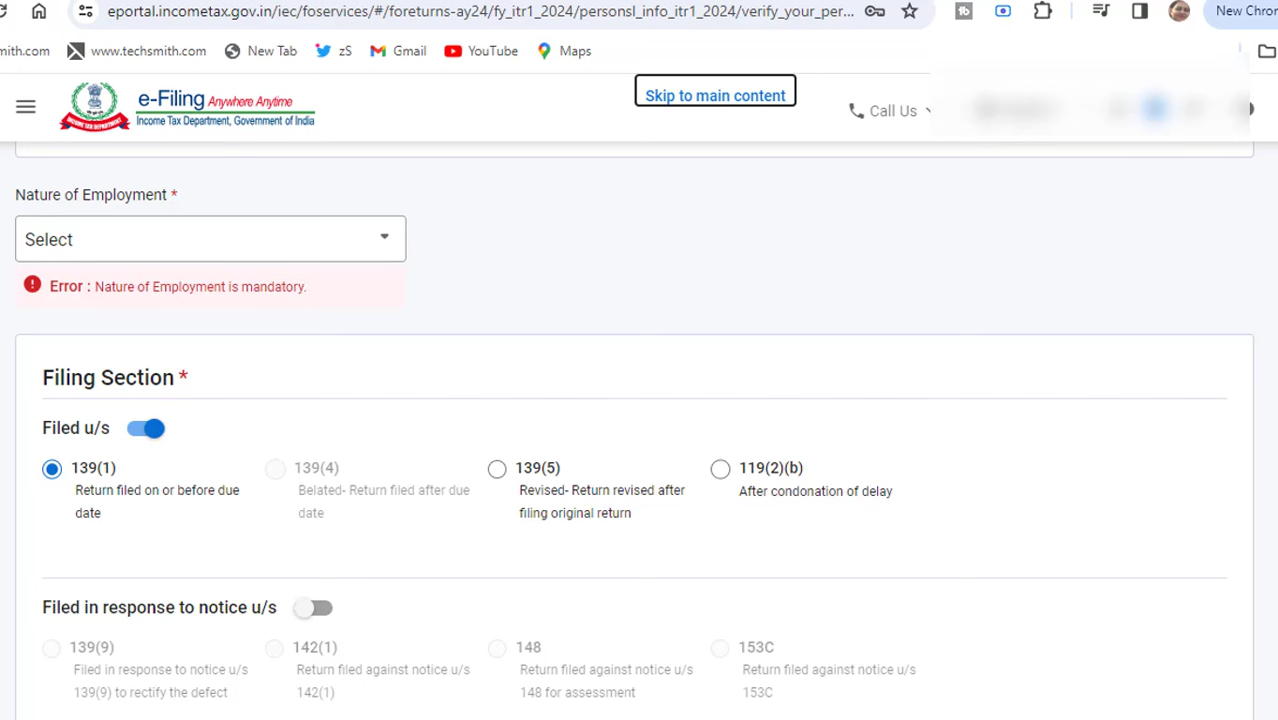 eportal.incometax.gov.in/iec/foservices/#/foreturns-ay24/fy_itr1_2024/personsl_info_itr1_2024/verify_your_per...
New Chron
mith.com www.techsmith.com New Tab zS Gmail YouTube Maps
e-Filing Anywhere Anytime
Income Tax Department, Government of India
Skip to main content
Call Us
Nature of Employment *
Select
Error : Nature of Employment is mandatory.
Filing Section *
Filed u/s
139(1) 139(4) 139(5) 119(2)(b)
Return filed on or before due Belated- Return filed after due Revised- Return revised after After condonation of delay
date date filing original return
Filed in response to notice u/s
139(9) 142(1) 148 153C
Filed in response to notice u/s Return filed against notice u/s Return filed against notice u/s Return filed against notice u/s
139(9) to rectify the defect 142(1) 148 for assessment 153C